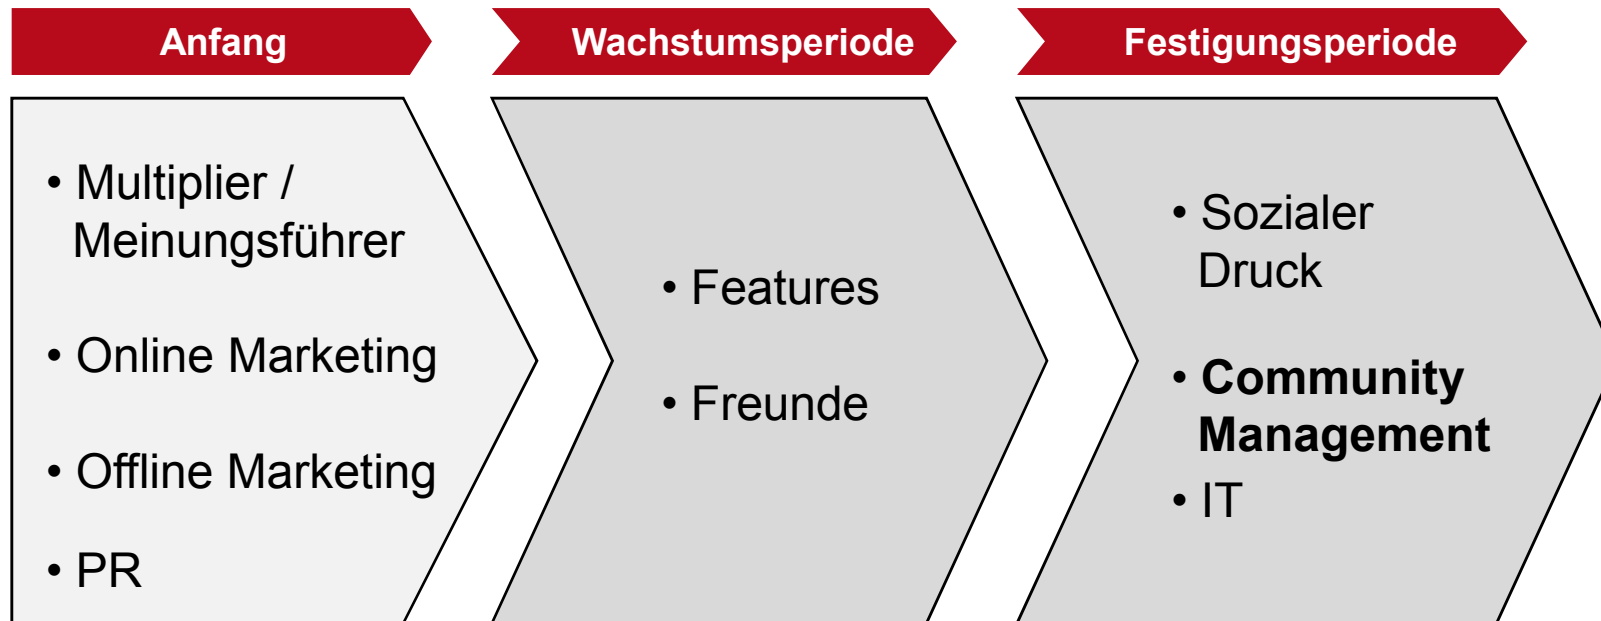 Anfang
Wachstumsperiode
Festigungsperiode
• Multiplier /
Meinungsführer
• Online Marketing
• Offline Marketing
• PR
• Features
• Freunde
• Sozialer
Druck
• Community
Management
• IT